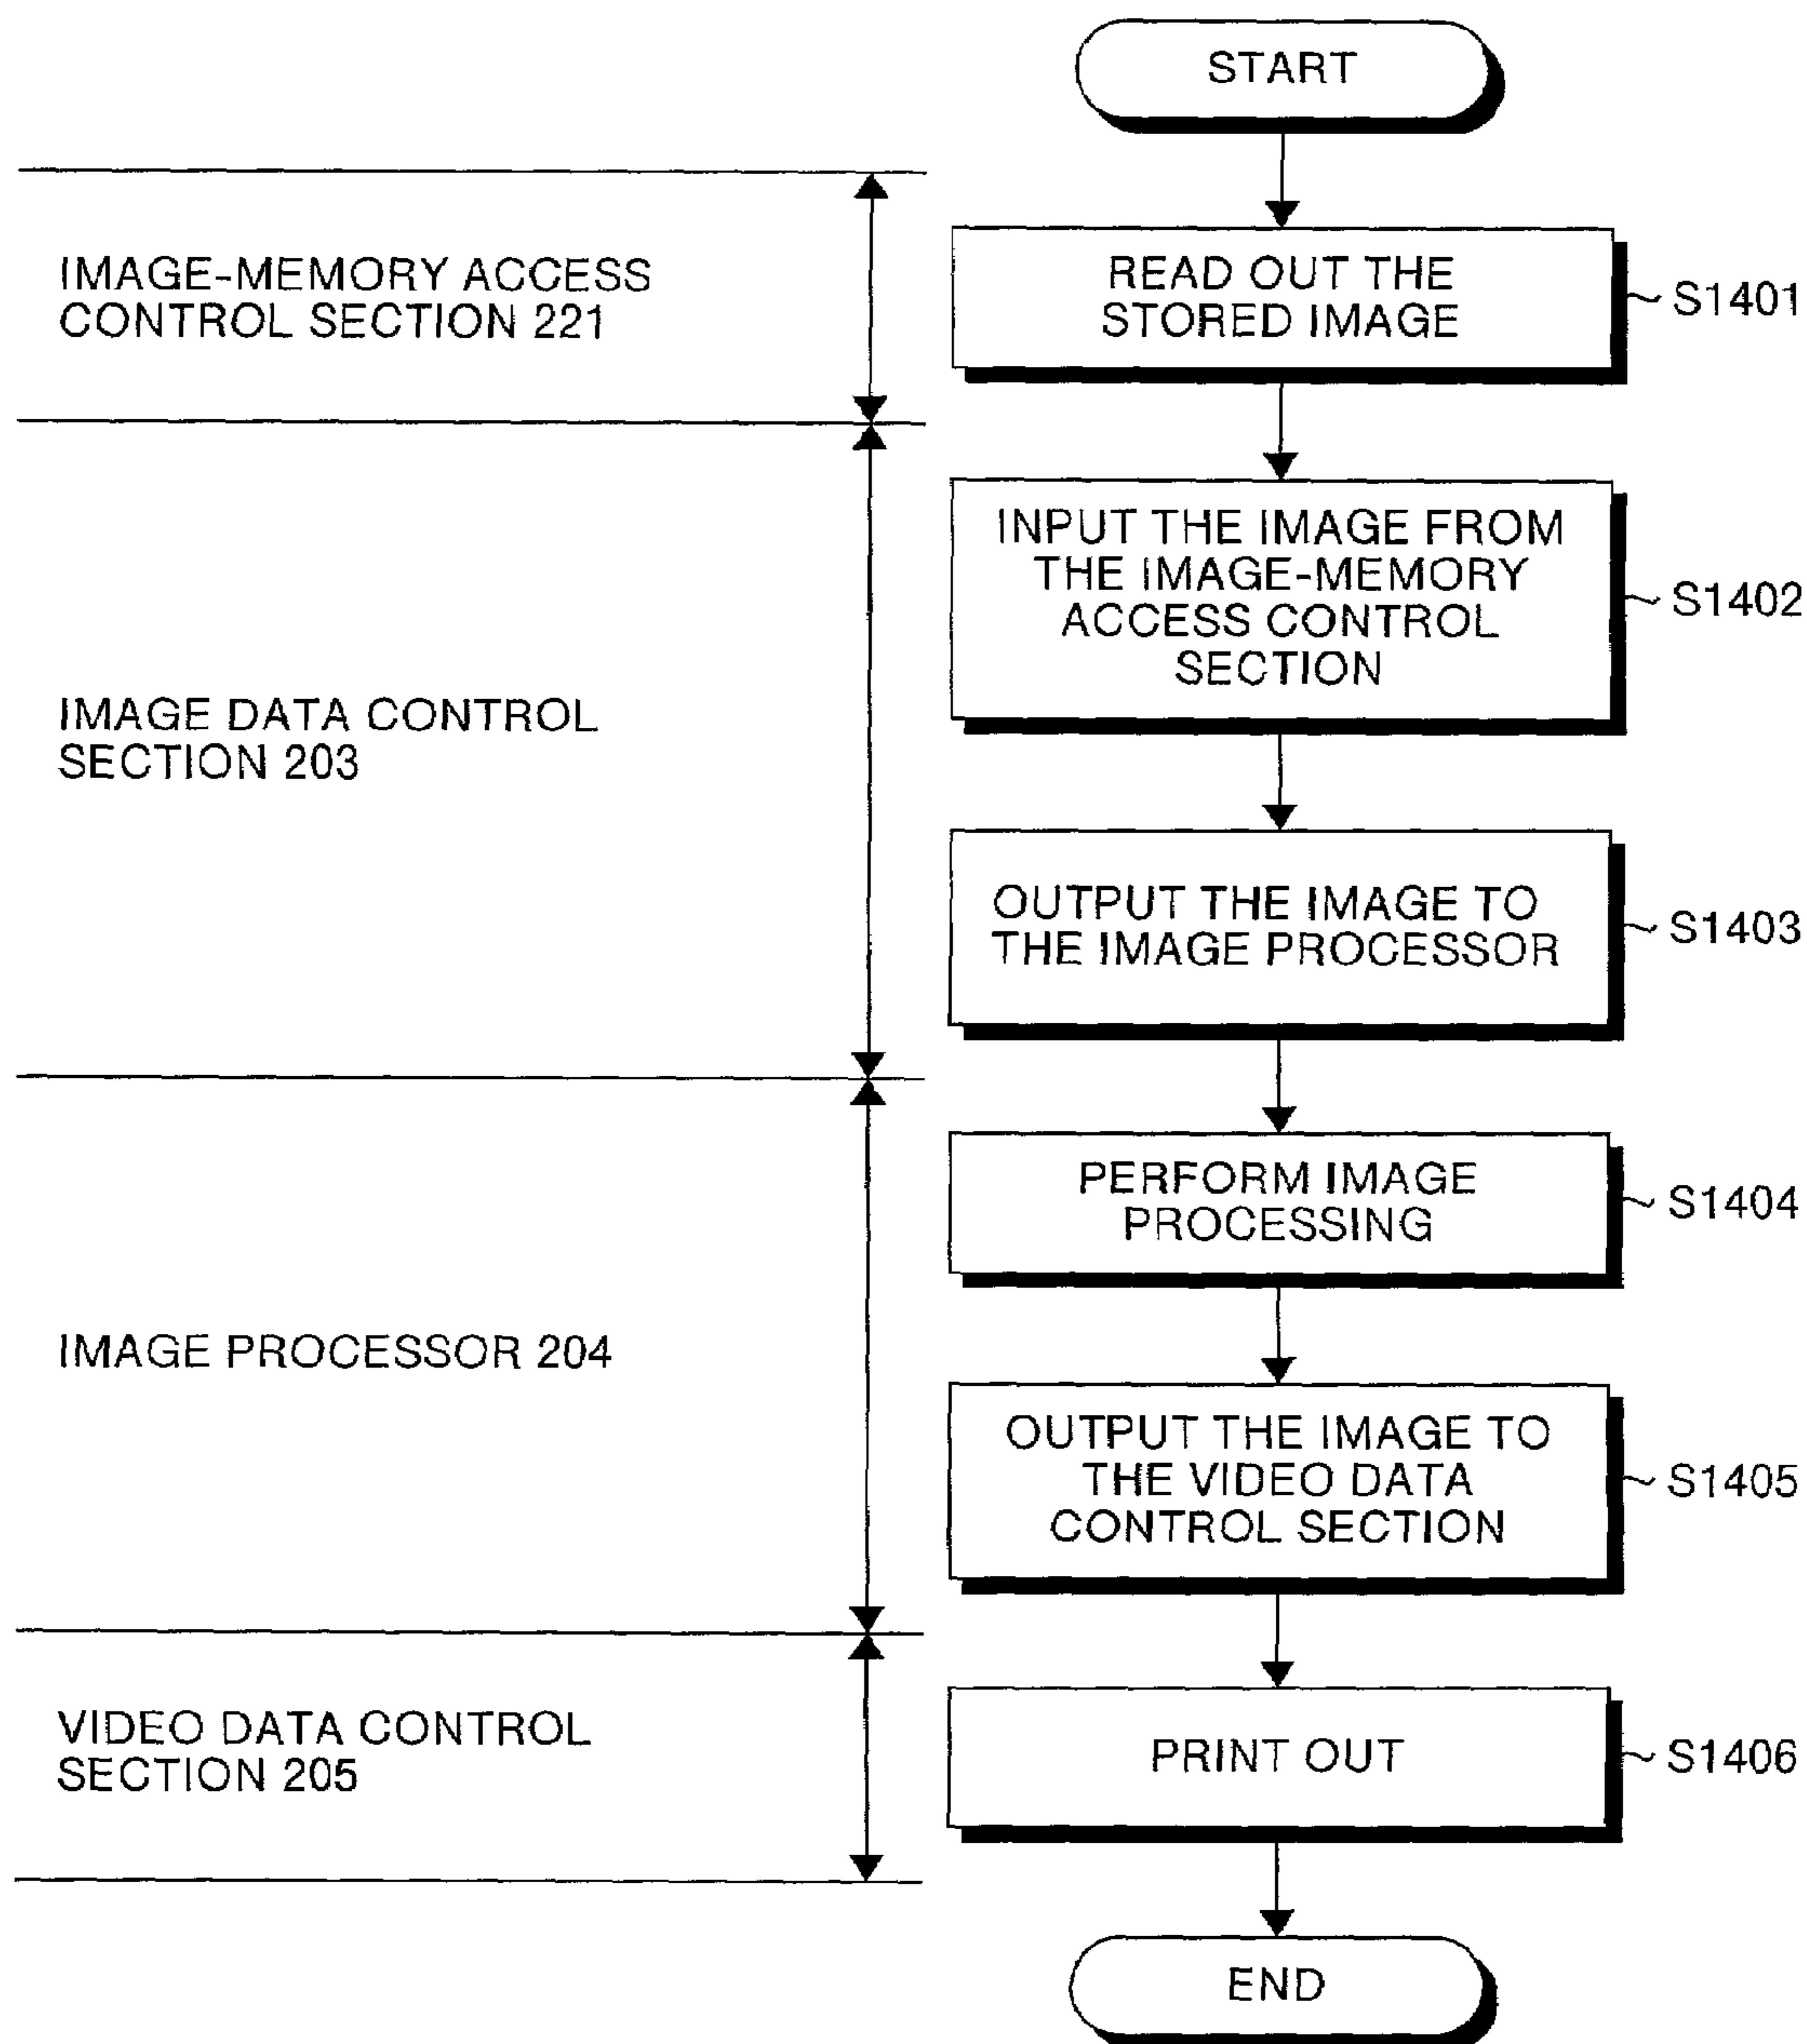 START
IMAGE-MEMORY ACCESS
CONTROL SECTION 221
READ OUT THE
STORED IMAGE
S1401
INPUT THE IMAGE FROM
THE IMAGE-MEMORY
ACCESS CONTROL
SECTION
S1402
IMAGE DATA CONTROL
SECTION 203
OUTPUT THE IMAGE TO
THE IMAGE PROCESSOR
S1403
PERFORM IMAGE
PROCESSING
S1404
IMAGE PROCESSOR 204
OUTPUT THE IMAGE TO
THE VIDEO DATA
CONTROL SECTION
S1405
VIDEO DATA CONTROL
SECTION 205
PRINT OUT
S1406
END